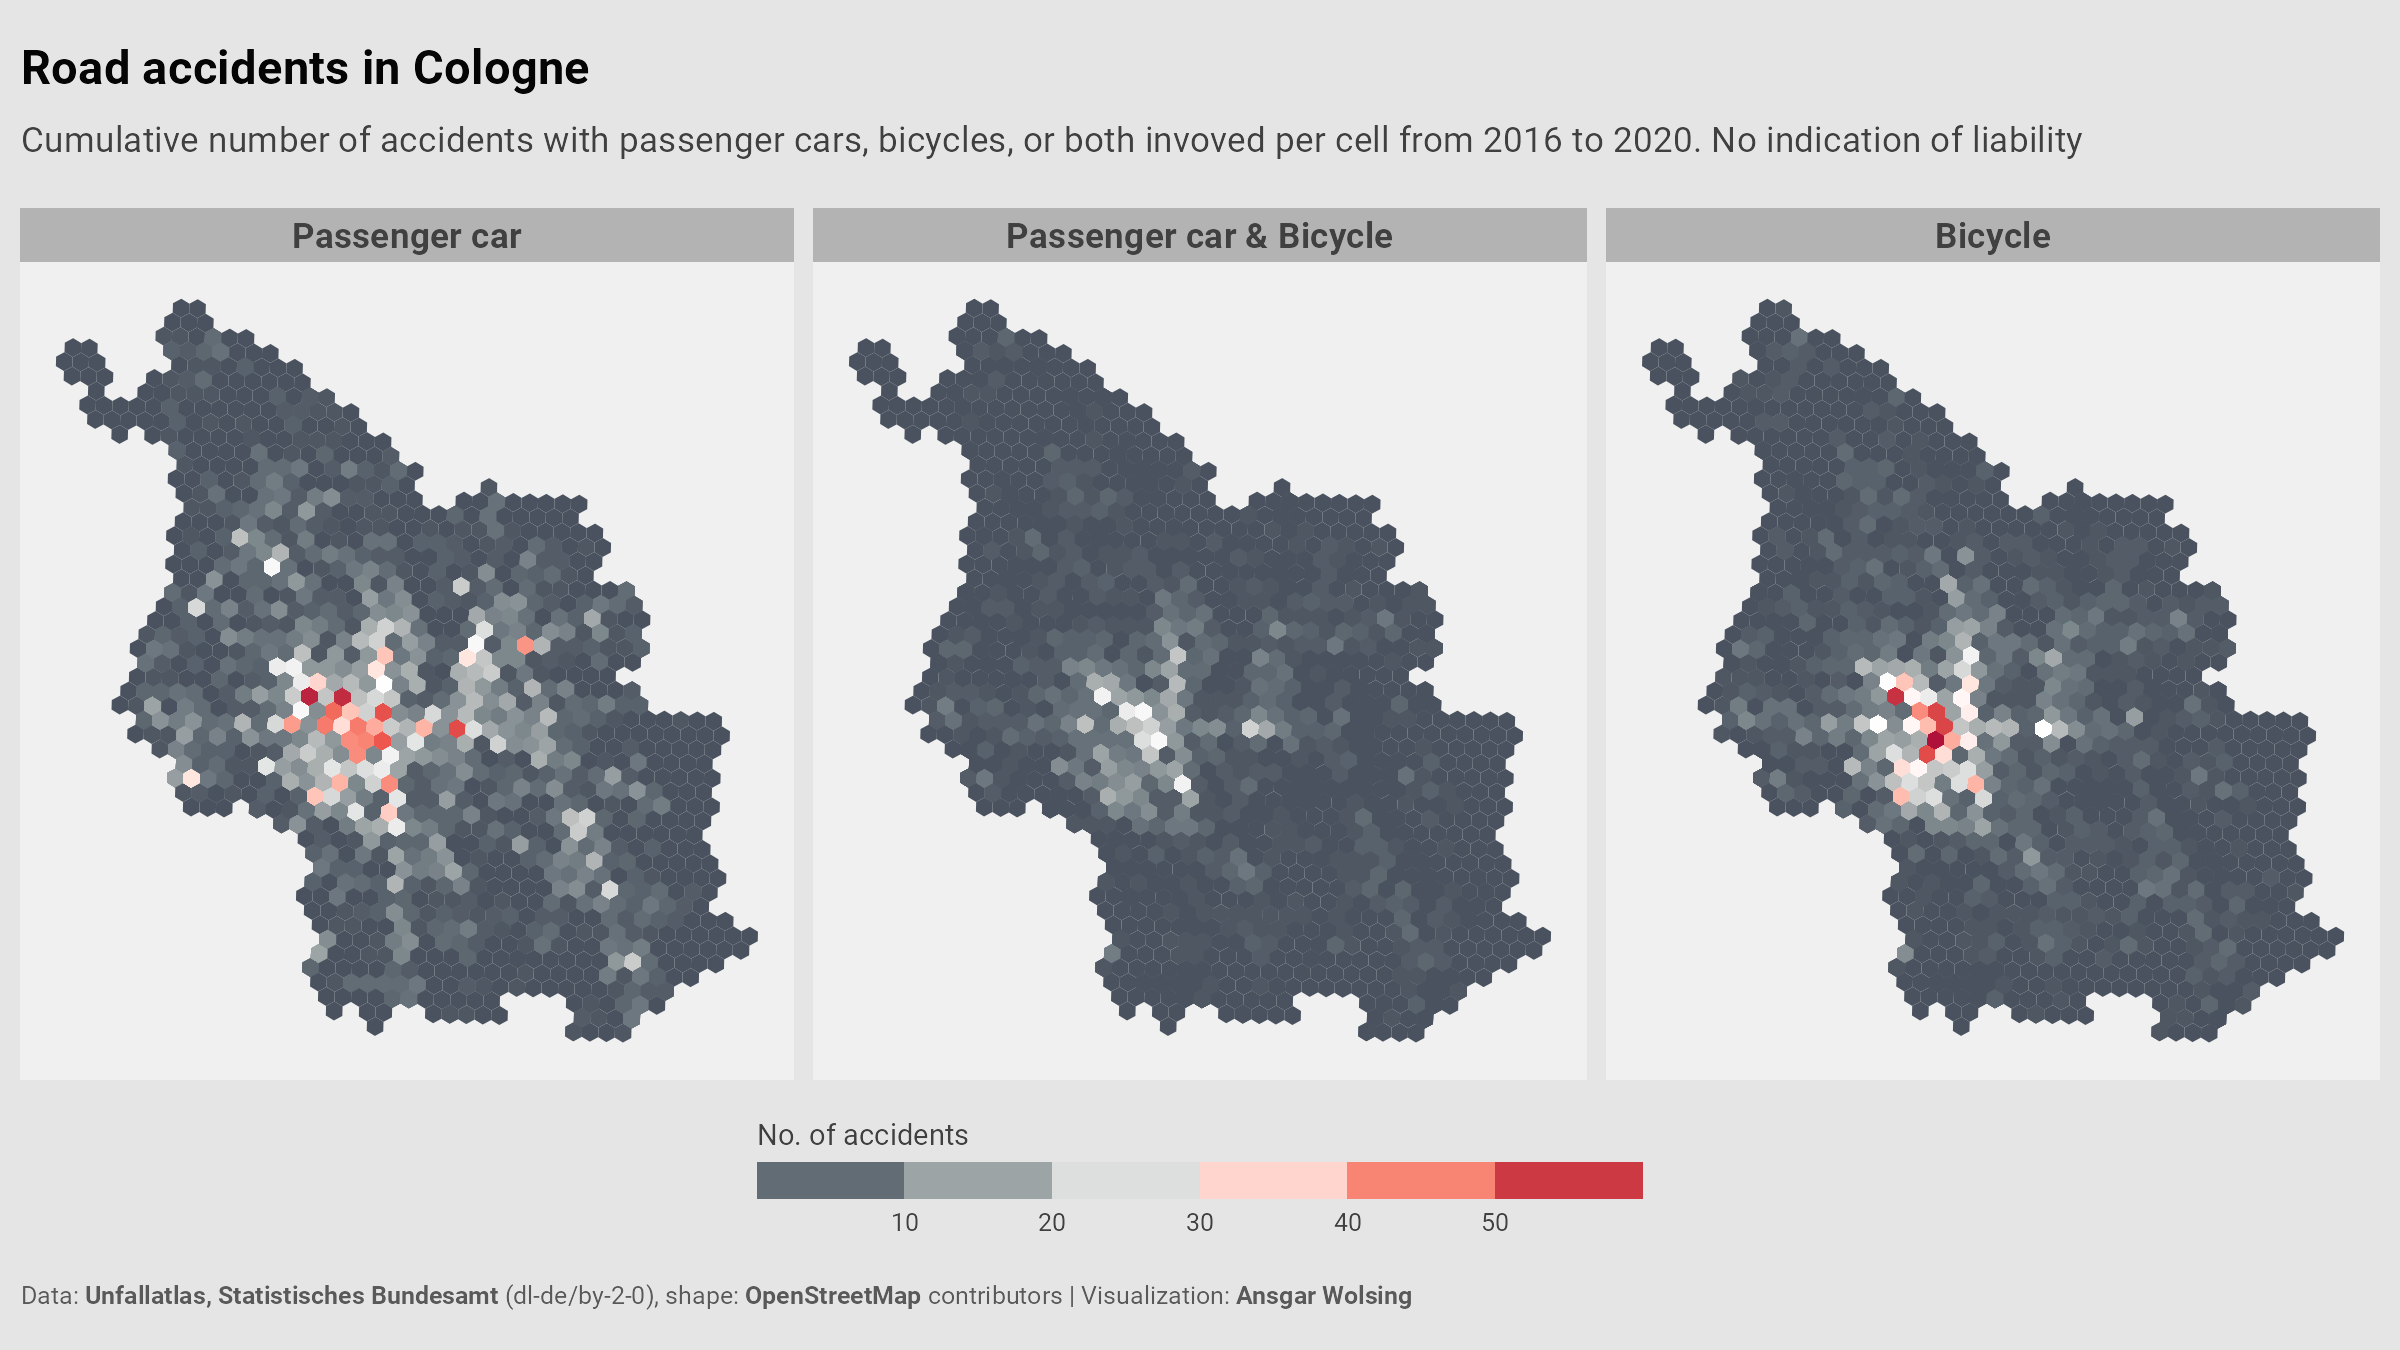 Road accidents in Cologne
Cumulative number of accidents with passenger cars, bicycles, or both invoved per cell from 2016 to 2020. No indication of liability
Passenger car
Passenger car & Bicycle
Bicycle
No. of accidents
10 20 30 40 50
Data: Unfallatlas, Statistisches Bundesamt (dl-de/by-2-0), shape: OpenStreetMap contributors | Visualization: Ansgar Wolsing